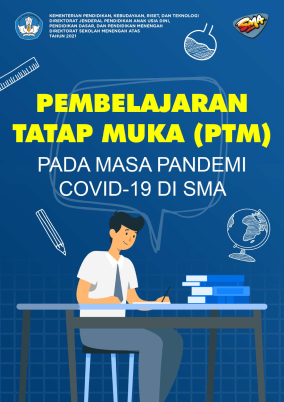 KEMENTERIAN PENDIDIKAN, KEBUDAYAAN, RISET, DAN TEKNOLOGI
DIREKTORAT JENDERAL PENDIDIKAN ANAK USIA DINI,
PENDIDIKAN DASAR, DAN PENDIDIKAN MENENGAH
DIREKTORAT SEKOLAH MENENGAH ATAS
TAHUN 2021
SMA
PEMBELAJARAN
TATAP MUKA (PTM)
PADA MASA PANDEMI
COVID-19 DI SMA